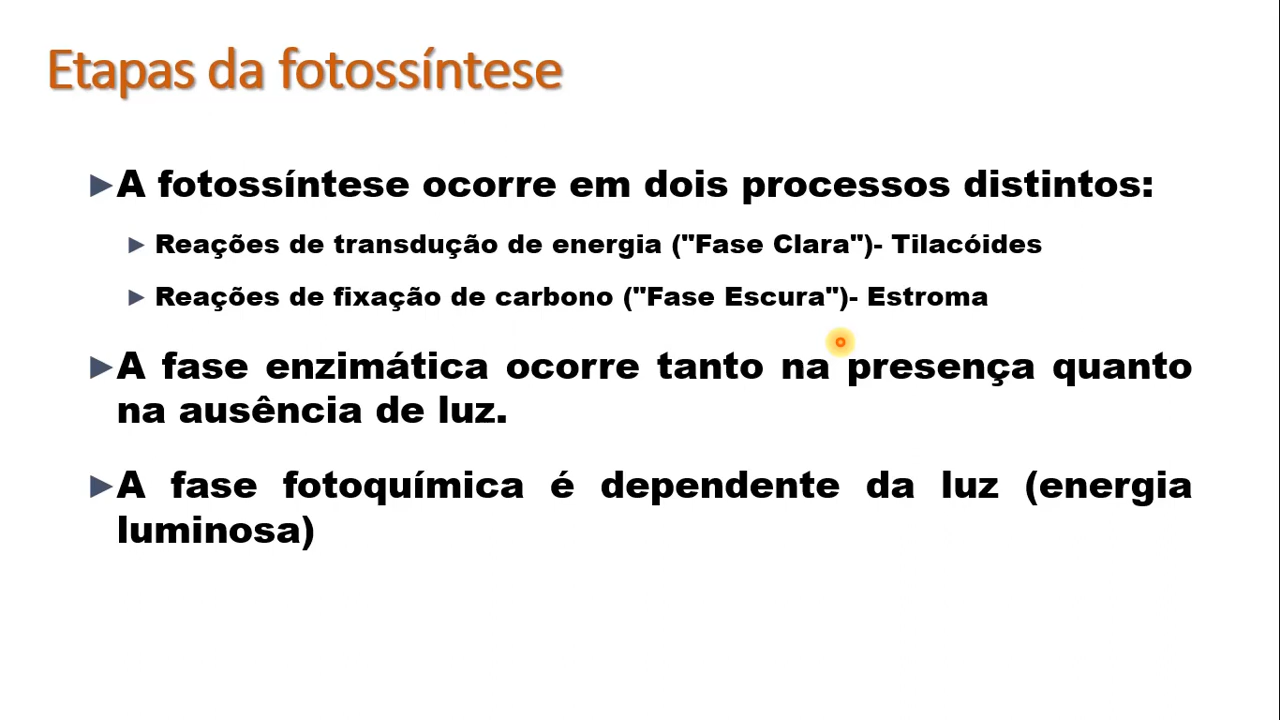 Etapas da fotossíntese
►A fotossíntese ocorre em dois processos distintos:
► Reações de transdução de energia ("Fase Clara")- Tilacóides
► Reações de fixação de carbono ("Fase Escura")- Estroma
►A fase enzimática ocorre tanto na presença quanto
na ausência de luz.
►A fase fotoquímica é dependente da luz (energia
luminosa)